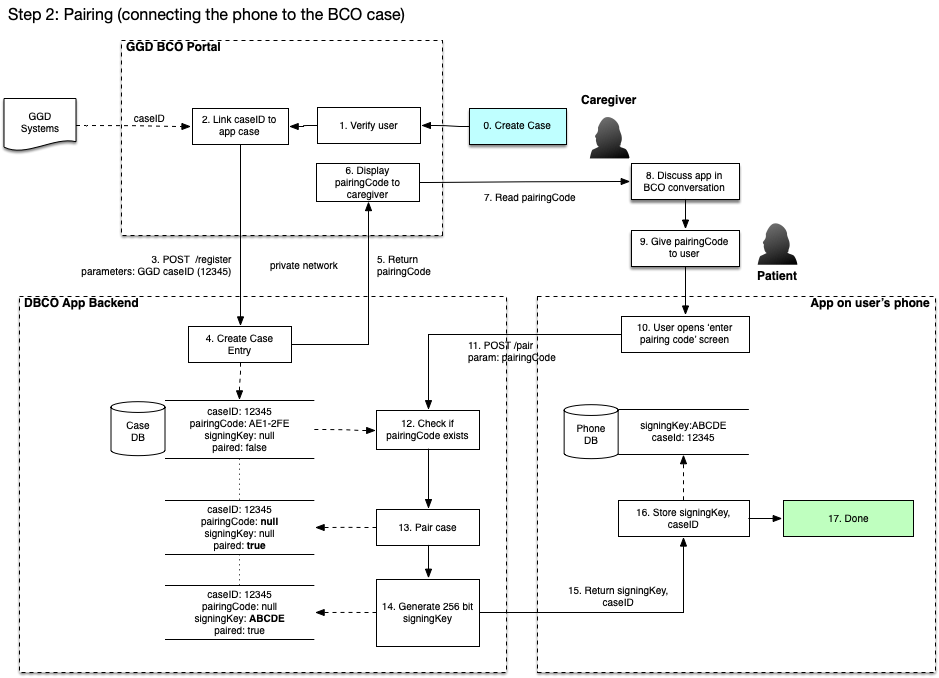 Step 2: Pairing (connecting the phone to the BCO case)
GGD BCO Portal
GGD
Systems
caseID
2. Link caseID to
app case
1. Verify user
0. Create Case
Caregiver
6. Display
pairingCode to
caregiver
7. Read pairingCode
8. Discuss app in
BCO conversation
9. Give pairingCode
to user
Patient
3. POST /register
parameters: GGD caseID (12345)
private network
5. Return
pairingCode
DBCO App Backend
App on user's phone
4. Create Case
Entry
10. User opens 'enter
pairing code' screen
11. POST /pair
param: pairingCode
Case
DB
caseID: 12345
pairingCode: AE1-2FE
signingKey: null
paired: false
12. Check if
pairingCode exists
Phone
DB
signingKey:ABCDE
caseId: 12345
caseID: 12345
pairingCode: null
signingKey: null
paired: true
13. Pair case
16. Store signingKey,
caseID
17. Done
caseID: 12345
pairingCode: null
signingKey: ABCDE
paired: true
14. Generate 256 bit
signingKey
15. Return signingKey,
caseID